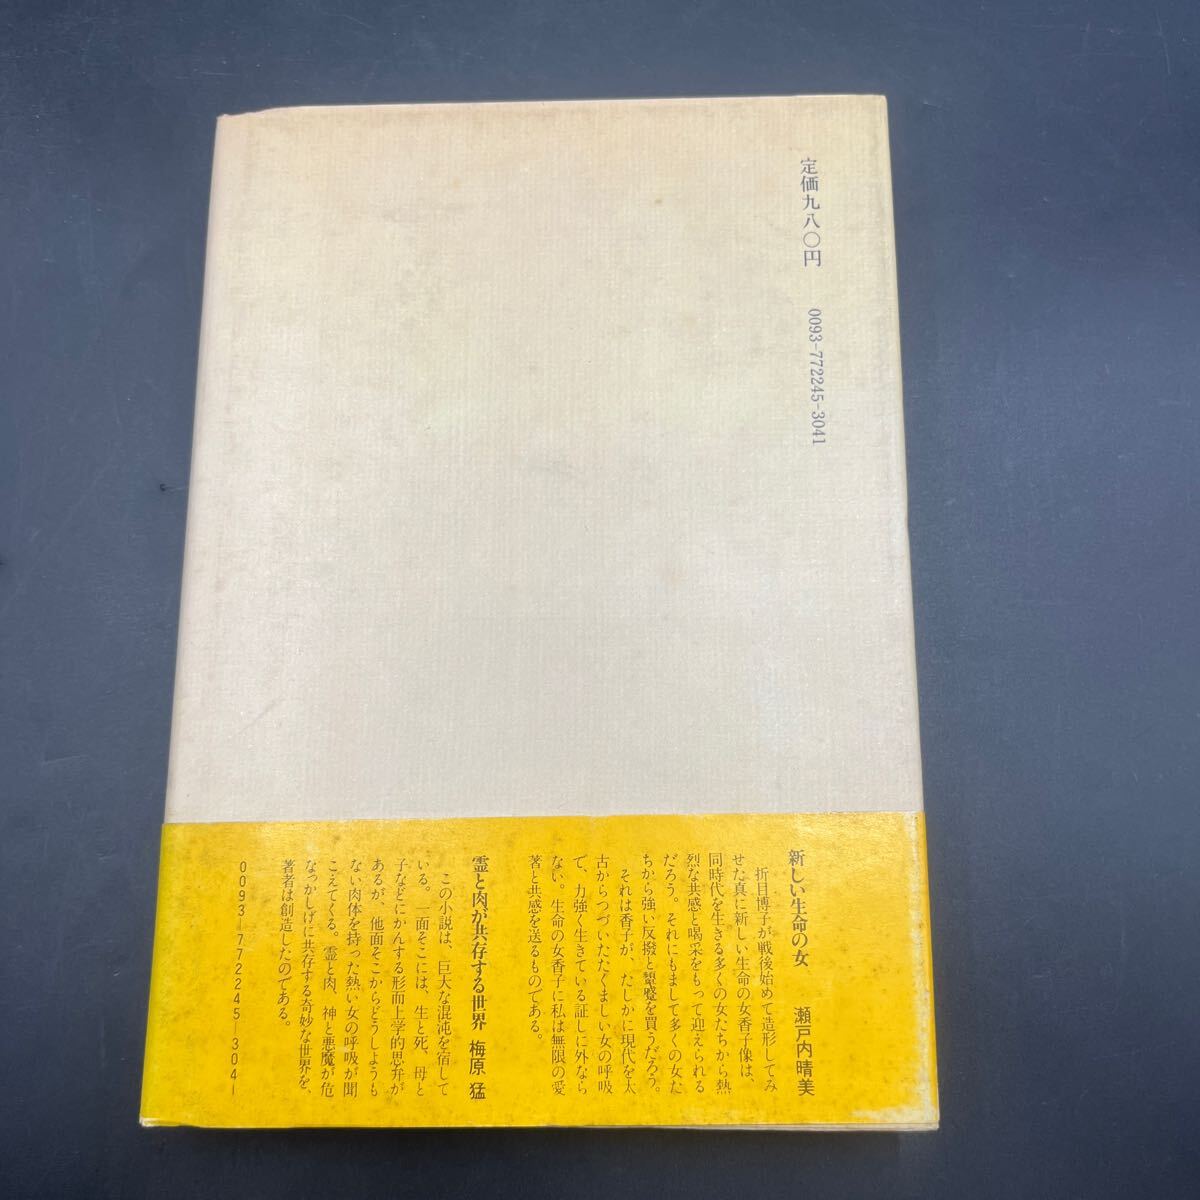 定価九八〇円
0093-772245-3041
新しい生命の女 瀬戸内晴美
折目博子が戦後始めて造形してみ
せた真に新しい生命の女香子像は、
同時代を生きる多くの女たちから熱
烈な共感と喝采をもって迎えられる
だろう。それにもまして多くの女た
ちから強い反撥と顰蹙を買うだろう。
それは香子が、たしかに現代を太
古からつづいたたくましい女の呼吸
で、力強く生きている証しに外なら
ない。生命の女香子に私は無限の愛
著と共感を送るものである。
霊と肉が共存する世界 梅原 猛
この小説は、巨大な混沌を宿して
いる。一面そこには、生と死、母と
子などにかんする形而上学的思弁が
あるが、他面そこからどうしようも
ない肉体を持った熱い女の呼吸が聞
こえてくる。霊と肉、神と悪魔が危
なっかしげに共存する奇妙な世界を、
著者は創造したのである。
0093-772245-3041